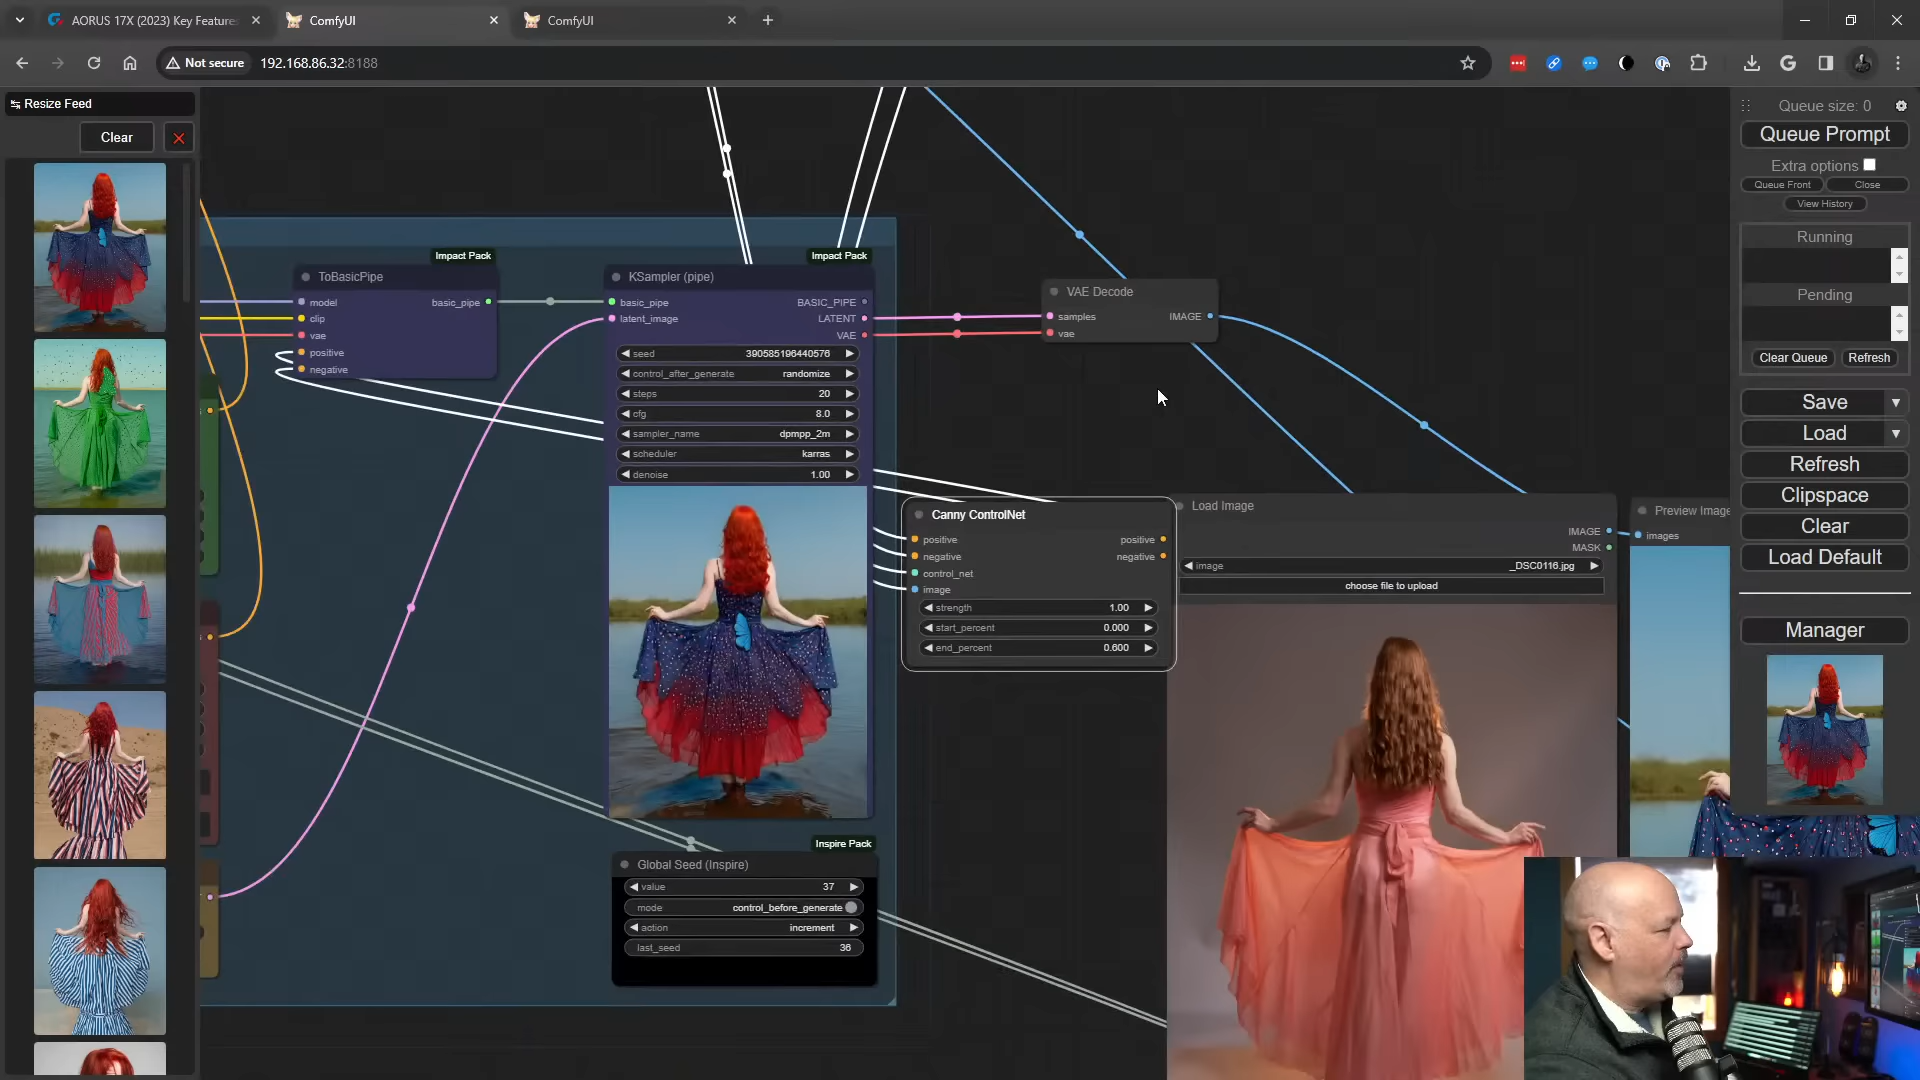 AORUS 17X (2023) Key Features
ComfyUI
ComfyUI
Not secure
192.168.86.32:8188
Resize Feed
Clear
Impact Pack
ToBasicPipe
model
basic_pipe
clip
vae
positive
negative
Impact Pack
KSampler (pipe)
basic_pipe
BASIC_PIPE
latent_image
LATENT
VAE
seed
390585196440576
control_after_generate
randomize
steps
20
cfg
8.0
sampler_name
dpmpp_2m
scheduler
karras
denoise
1.00
Inspire Pack
Global Seed (Inspire)
value
37
mode
control_before_generate
action
increment
last_seed
36
VAE Decode
samples
IMAGE
vae
Canny ControlNet
positive
positive
negative
negative
control_net
image
strength
1.00
start_percent
0.000
end_percent
0.600
Load Image
IMAGE
MASK
image
_DSC0116.jpg
choose file to upload
Preview Image
images
Queue size: 0
Queue Prompt
Extra options
Queue Front
Close
View History
Running
Pending
Clear Queue
Refresh
Save
Load
Refresh
Clipspace
Clear
Load Default
Manager